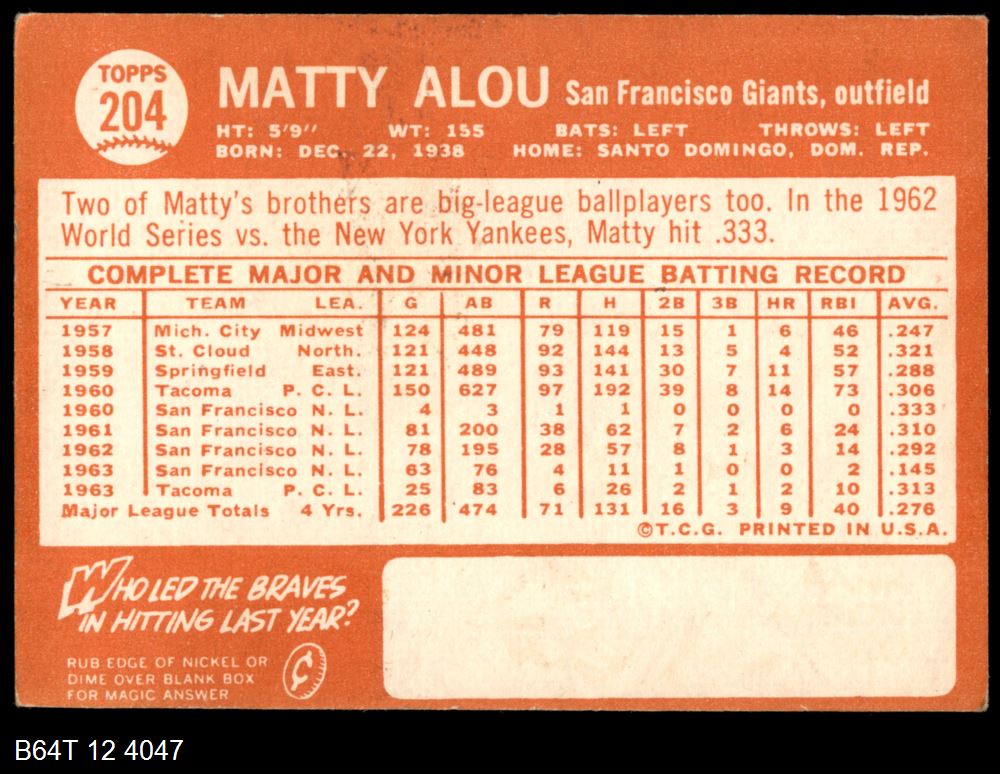 TOPPS
204
MATTY ALOU San Francisco Giants, outfield
HT: 5'9" WT: 155 BATS: LEFT THROWS: LEFT
BORN: DEC. 22, 1938 HOME: SANTO DOMINGO, DOM. REP.
Two of Matty's brothers are big-league ballplayers too. In the 1962
World Series vs. the New York Yankees, Matty hit .333.
COMPLETE MAJOR AND MINOR LEAGUE BATTING RECORD
YEAR TEAM LEA. G AB R H 2B 3B HR RBI AVG.
1957 Mich. City Midwest 124 481 79 119 15 1 6 46 .247
1958 St. Cloud North. 121 448 92 144 13 5 4 52 .321
1959 Springfield East. 121 489 93 141 30 7 11 57 .288
1960 Tacoma P. C. L. 150 627 97 192 39 8 14 73 .306
1960 San Francisco N. L. 4 3 1 1 0 0 0 0 .333
1961 San Francisco N. L. 81 200 38 62 7 2 6 24 .310
1962 San Francisco N. L. 78 195 28 57 8 1 3 14 .292
1963 San Francisco N. L. 63 76 4 11 1 0 0 2 .145
1963 Tacoma P. C. L. 25 83 6 26 2 1 2 10 .313
Major League Totals 4 Yrs. 226 474 71 131 16 3 9 40 .276
©T.C.G. PRINTED IN U.S.A.
WHO LED THE BRAVES
IN HITTING LAST YEAR?
RUB EDGE OF NICKEL OR
DIME OVER BLANK BOX
FOR MAGIC ANSWER
¢
B64T 12 4047